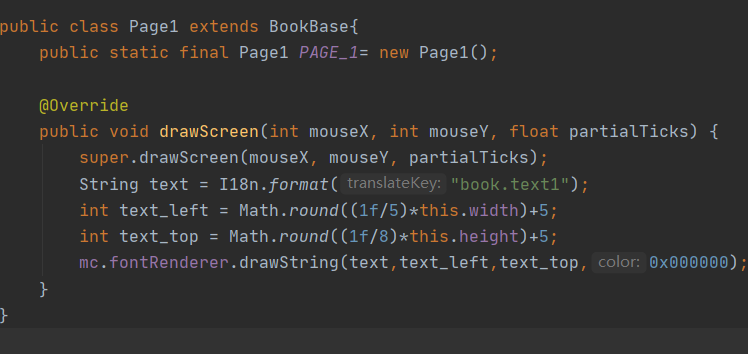 public class Page1 extends BookBase{
    public static final Page1 PAGE_1= new Page1();
    @Override
    public void drawScreen(int mouseX, int mouseY, float partialTicks) {
        super.drawScreen(mouseX, mouseY, partialTicks);
        String text = I18n.format( translateKey: "book.text1");
        int text_left = Math.round((1f/5)*this.width)+5;
        int text_top = Math.round((1f/8)*this.height)+5;
        mc.fontRenderer.drawString(text,text_left,text_top, color: 0x000000);
    }
}